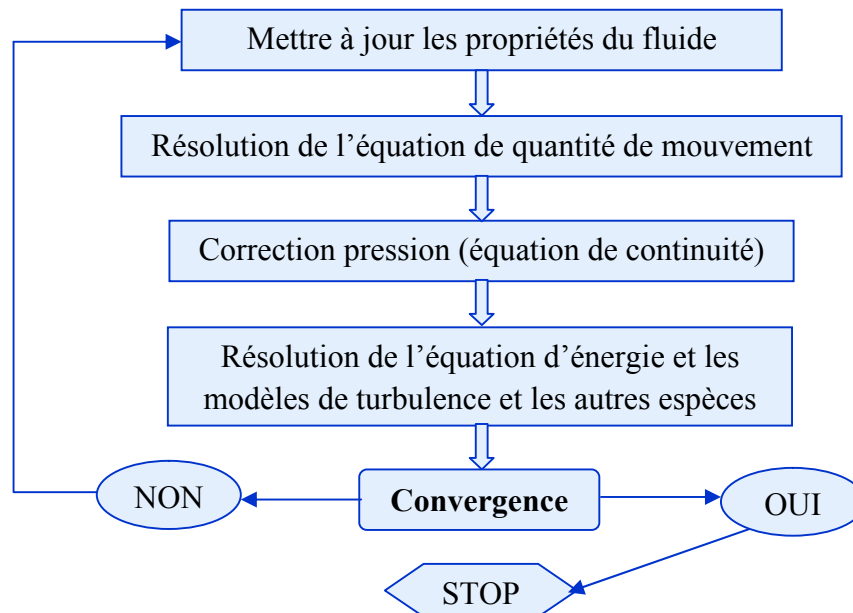 Mettre à jour les propriétés du fluide
Résolution de l’équation de quantité de mouvement
Correction pression (équation de continuité)
Résolution de l’équation d’énergie et les
modèles de turbulence et les autres espèces
NON
Convergence
OUI
STOP